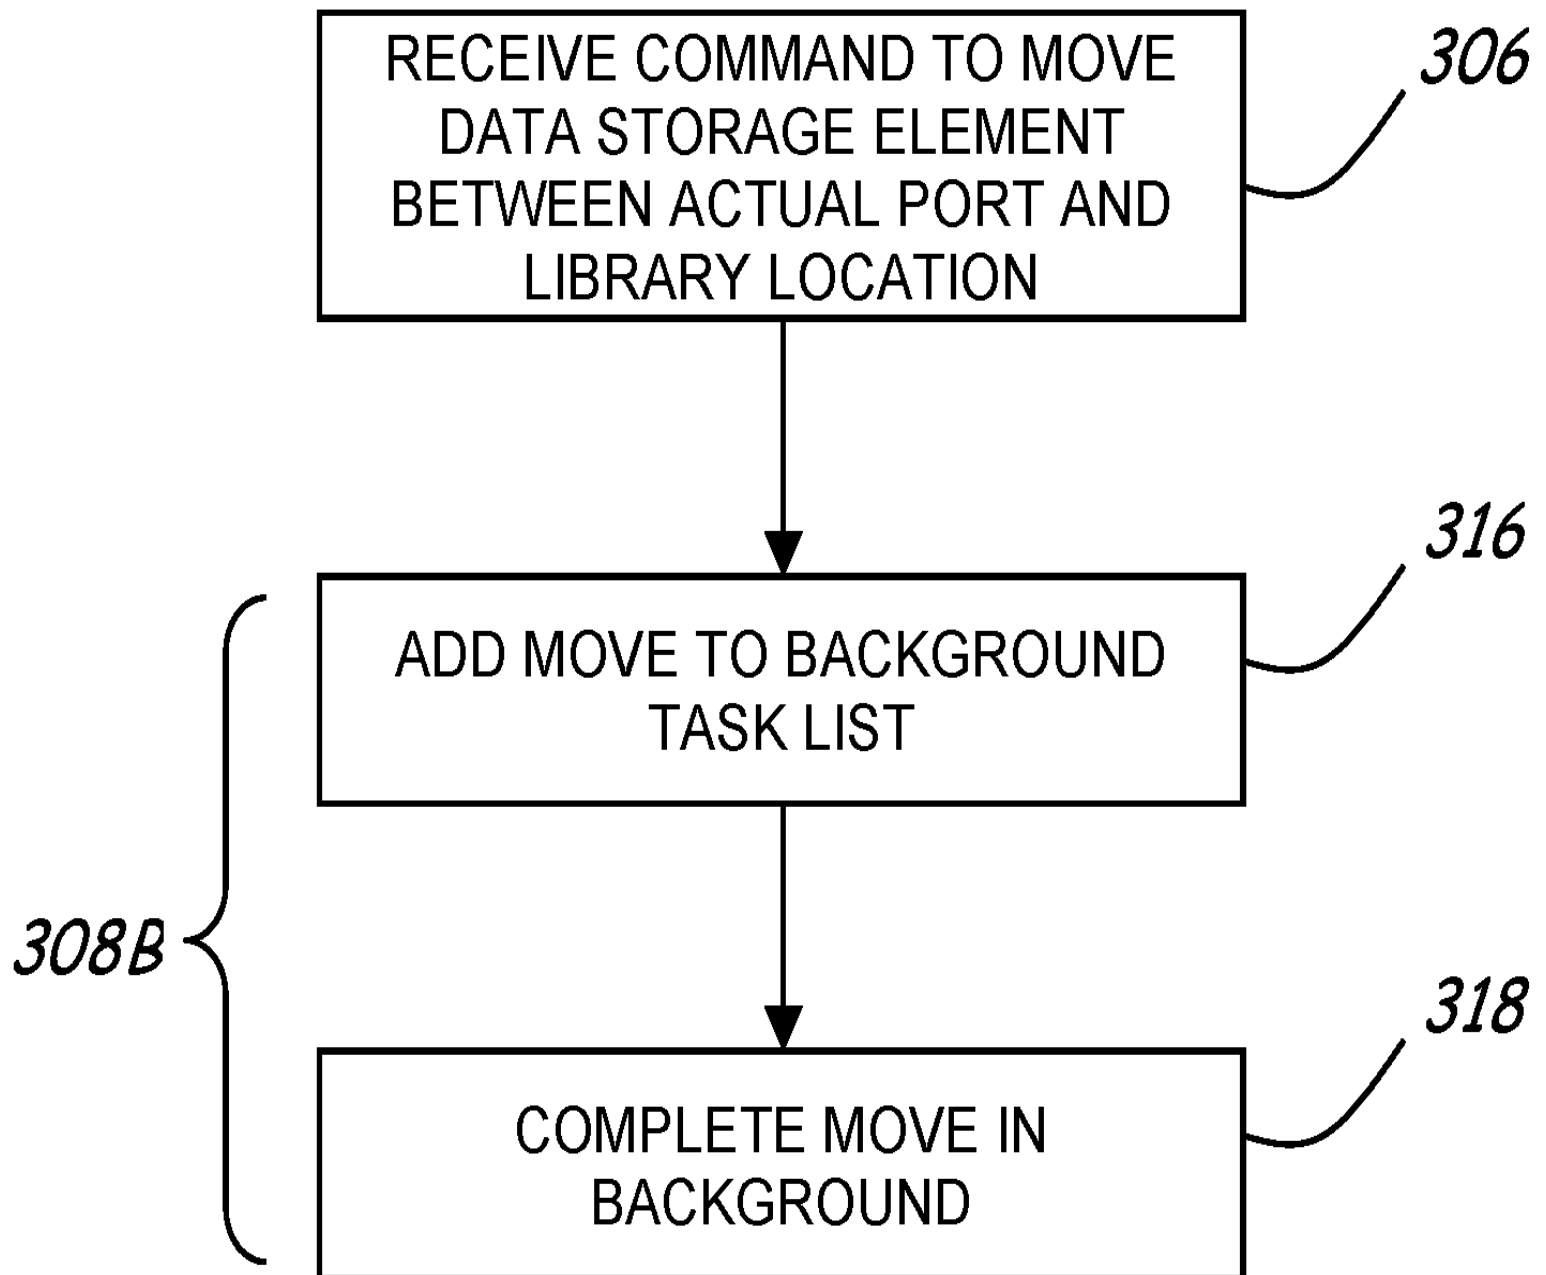 RECEIVE COMMAND TO MOVE
DATA STORAGE ELEMENT
BETWEEN ACTUAL PORT AND
LIBRARY LOCATION
306
ADD MOVE TO BACKGROUND
TASK LIST
316
308B
COMPLETE MOVE IN
BACKGROUND
318